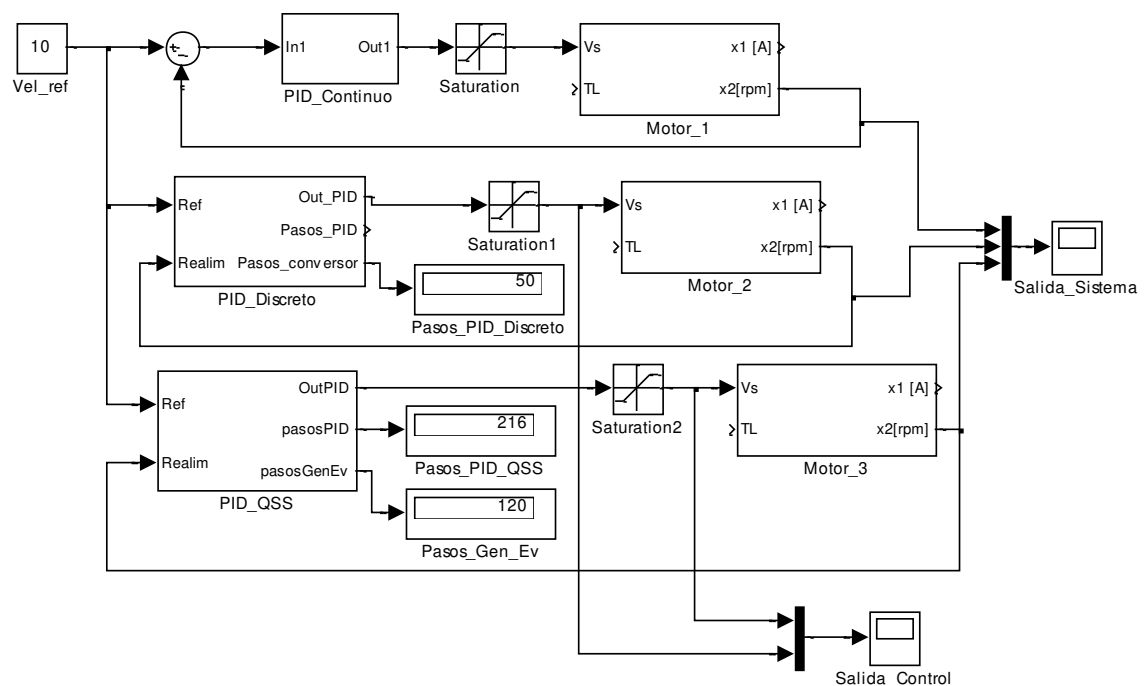 10
Vel_ref
In1
Out1
PID_Continuo
Saturation
Vs
TL
x1 [A]
x2[rpm]
Motor_1
Ref
Realim
Out_PID
Pasos_PID
Pasos_conversor
PID_Discreto
Saturation1
50
Pasos_PID_Discreto
Vs
TL
x1 [A]
x2[rpm]
Motor_2
Salida_Sistema
Ref
Realim
OutPID
pasosPID
pasosGenEv
PID_QSS
216
Pasos_PID_QSS
120
Pasos_Gen_Ev
Saturation2
Vs
TL
x1 [A]
x2[rpm]
Motor_3
Salida_Control